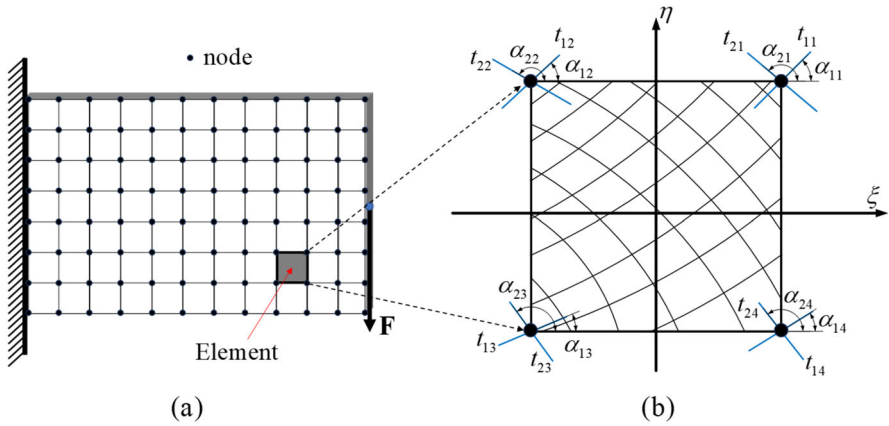 node
F
Element
(a)
η
ξ
t₂₂
α₂₂
t₁₂
α₁₂
t₂₁
α₂₁
t₁₁
α₁₁
α₂₃
t₁₃
t₂₃
α₁₃
t₂₄
α₂₄
α₁₄
t₁₄
(b)